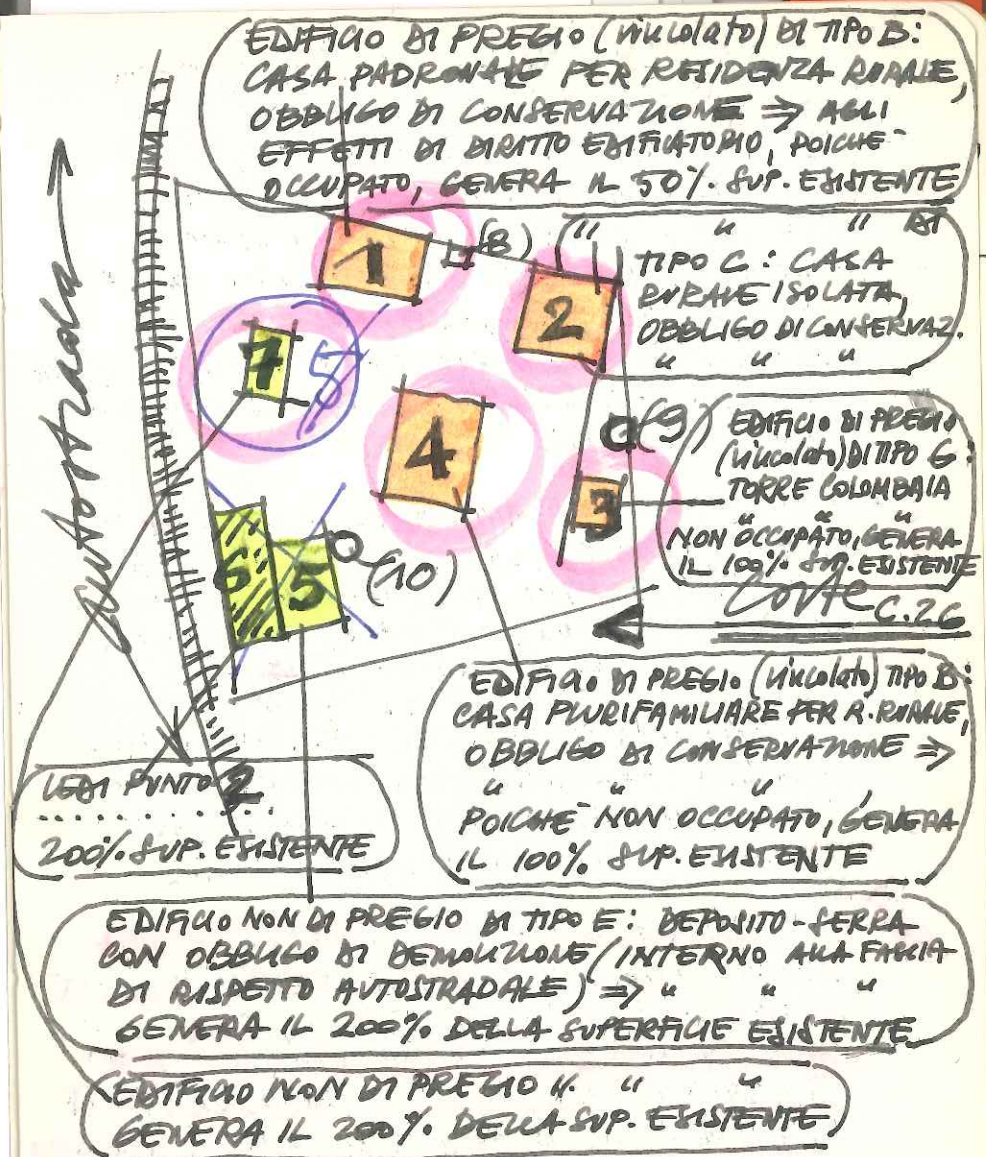 EDIFICIO DI PREGIO (vincolato) DI TIPO B:
CASA PADRONALE PER RESIDENZA RURALE,
OBBLIGO DI CONSERVAZIONE ⇒ AGLI
EFFETTI DI DIRITTO EDIFICATORIO, POICHE'
OCCUPATO, GENERA IL 50%. SUP. ESISTENTE
autostrada →
1
(8)
2
( " " " DI
TIPO C: CASA
RURALE ISOLATA,
OBBLIGO DI CONSERVAZ.
" " "
7
5
4
(9)
3
EDIFICIO DI PREGIO
(vincolato) DI TIPO G:
TORRE COLOMBAIA
" " "
NON OCCUPATO, GENERA
IL 100% SUP. ESISTENTE
6
5
(10)
Corte C.26
EDIFICIO DI PREGIO (vincolato) TIPO B:
CASA PLURIFAMILIARE PER R. RURALE,
OBBLIGO DI CONSERVAZIONE ⇒
" " " ,
POICHE' NON OCCUPATO, GENERA
IL 100% SUP. ESISTENTE
VEDI PUNTO 2
. . . . . . . . .
200%. SUP. ESISTENTE
EDIFICIO NON DI PREGIO DI TIPO E: DEPOSITO-SERRA
CON OBBLIGO DI DEMOLIZIONE (INTERNO ALLA FASCIA
DI RISPETTO AUTOSTRADALE) ⇒ " " "
GENERA IL 200% DELLA SUPERFICIE ESISTENTE
EDIFICIO NON DI PREGIO " " "
GENERA IL 200%. DELLA SUP. ESISTENTE